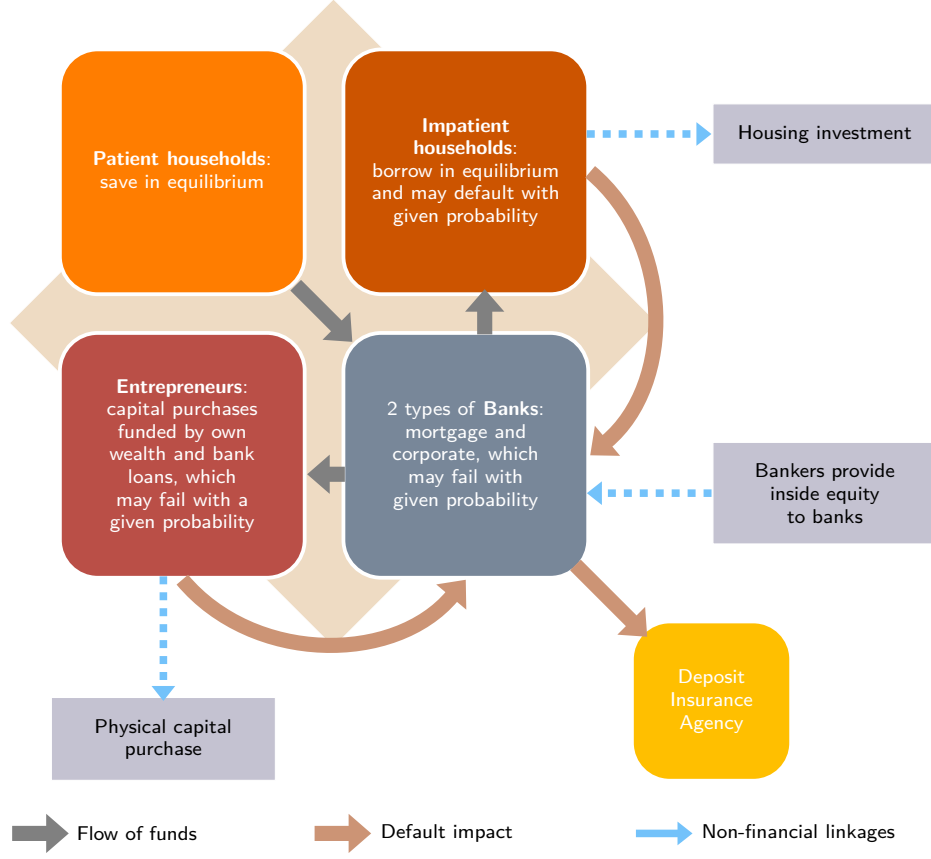 Patient households:
save in equilibrium
Impatient
households:
borrow in equilibrium
and may default with
given probability
Housing investment
Entrepreneurs:
capital purchases
funded by own
wealth and bank
loans, which
may fail with a
given probability
2 types of Banks:
mortgage and
corporate, which
may fail with
given probability
Bankers provide
inside equity
to banks
Physical capital
purchase
Deposit
Insurance
Agency
Flow of funds
Default impact
Non-financial linkages